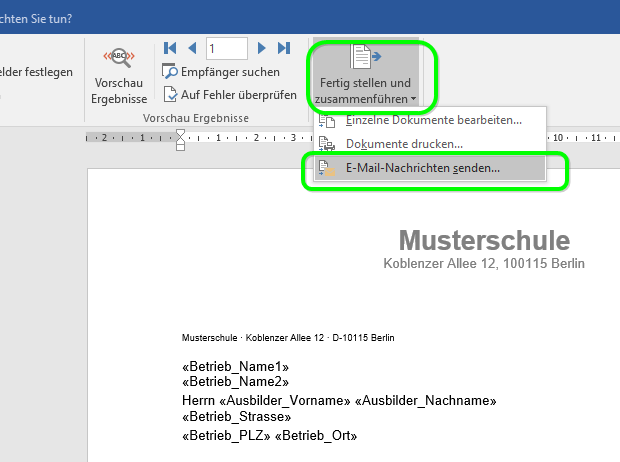 chten Sie tun?
elder festlegen
Vorschau
Ergebnisse
1
Empfänger suchen
Auf Fehler überprüfen
Vorschau Ergebnisse
Fertig stellen und
zusammenführen
Einzelne Dokumente bearbeiten...
Dokumente drucken...
E-Mail-Nachrichten senden...
2 · 1 · 1 · 2 · 3
10 · 11
Musterschule
Koblenzer Allee 12, 100115 Berlin
Musterschule · Koblenzer Allee 12 · D-10115 Berlin
«Betrieb_Name1»
«Betrieb_Name2»
Herrn «Ausbilder_Vorname» «Ausbilder_Nachname»
«Betrieb_Strasse»
«Betrieb_PLZ» «Betrieb_Ort»